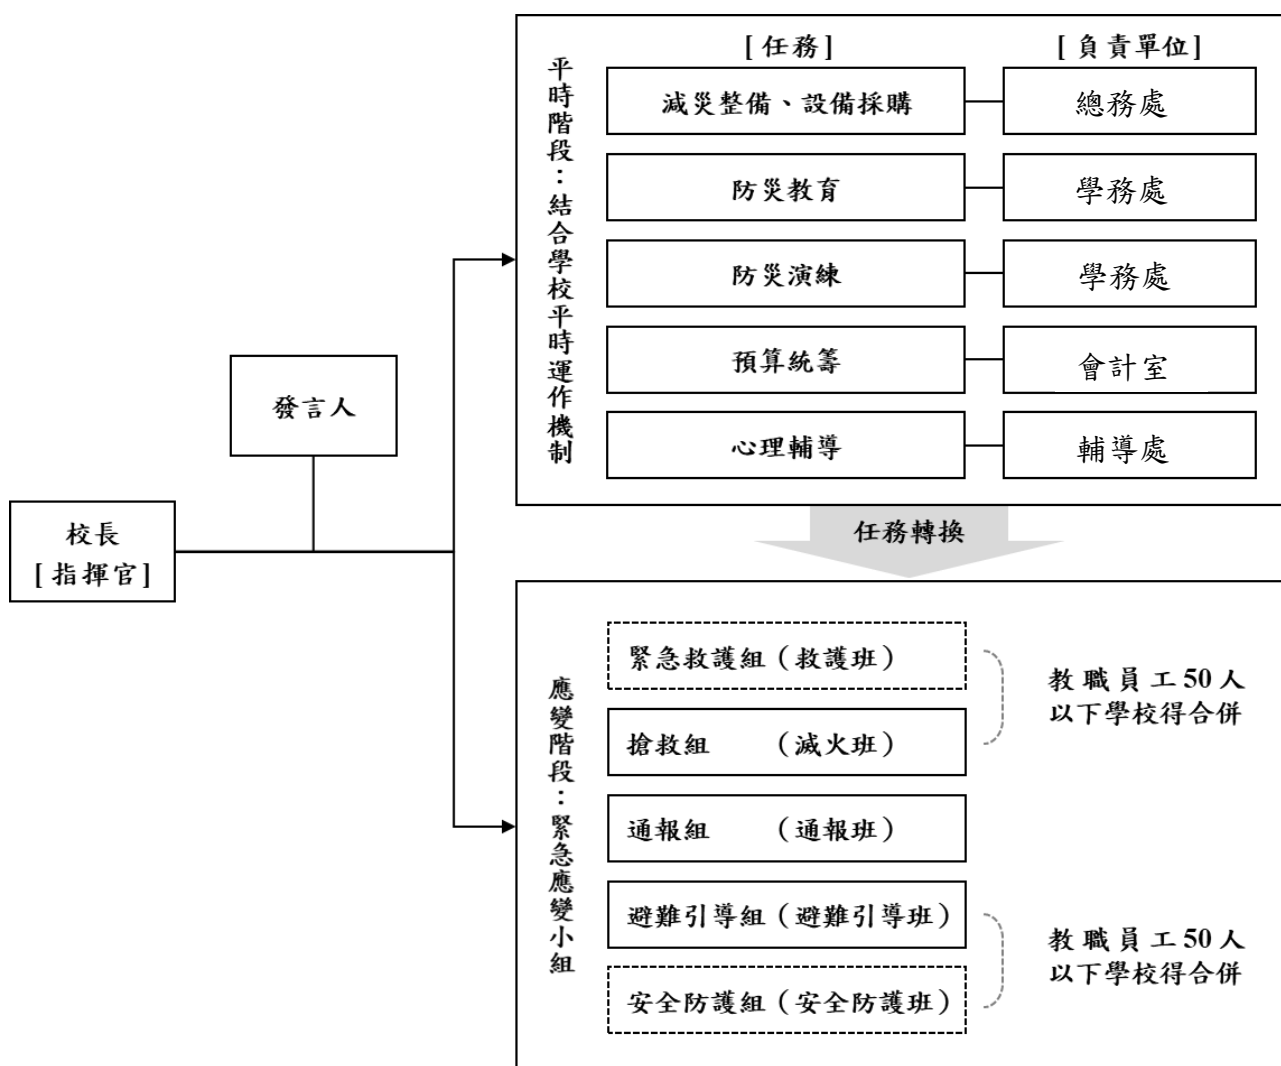 [任務]
[負責單位]
平時階段：結合學校平時運作機制
減災整備、設備採購
總務處
防災教育
學務處
防災演練
學務處
預算統籌
會計室
心理輔導
輔導處
發言人
校長
[指揮官]
任務轉換
應變階段：緊急應變小組
緊急救護組（救護班）
搶救組 （滅火班）
教職員工50人
以下學校得合併
通報組 （通報班）
避難引導組（避難引導班）
安全防護組（安全防護班）
教職員工50人
以下學校得合併